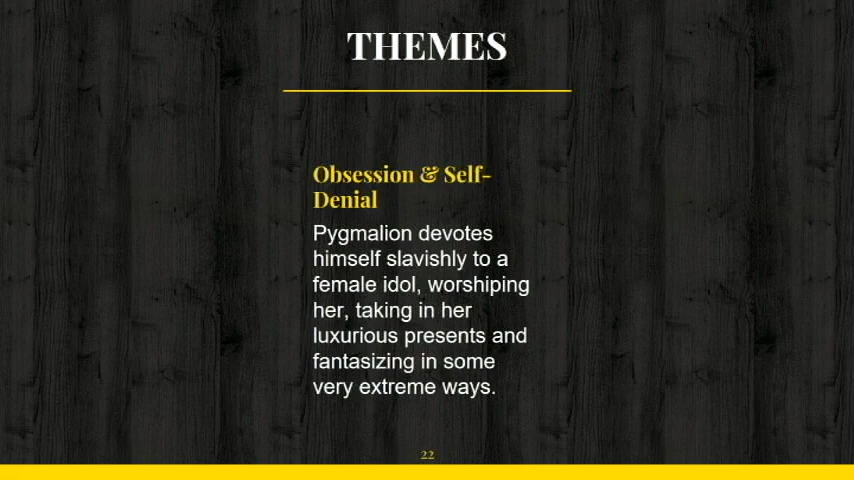 THEMES
Obsession & Self-
Denial
Pygmalion devotes
himself slavishly to a
female idol, worshiping
her, taking in her
luxurious presents and
fantasizing in some
very extreme ways.
22